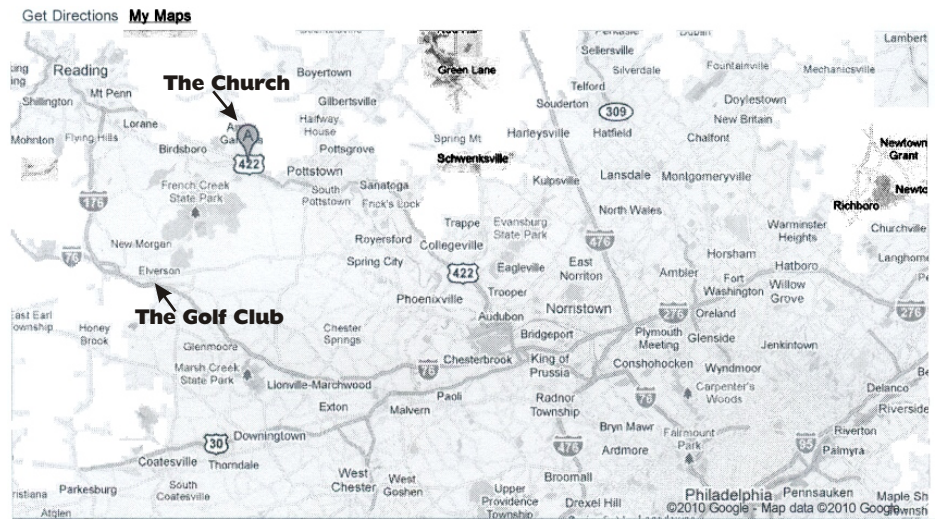 Get Directions My Maps
Perkasie
Dublin
Lambert
Sellersville
Reading
Boyertown
Green Lane
Silverdale
Fountainville
Mechanicsville
The Church
Telford
Mt Penn
Shillington
Gilbertsville
Souderton
309
Doylestown
New Britain
Lorane
Halfway
House
Mohnton
Flying Hills
Spring Mt
Harleysville
Hatfield
Chalfont
A
Birdsboro
Pottsgrove
Newtown
Grant
422
Schwenksville
Pottstown
Kulpsville
Lansdale
Montgomeryville
French Creek
State Park
South
Pottstown
Sanatoga
Frick's Lock
Newto
Richboro
176
North Wales
Trappe
Evansburg
State Park
Warminster
Heights
Churchville
New Morgan
Royersford
Collegeville
476
76
Spring City
Eagleville
East
Norriton
Horsham
Langhorne
Elverson
422
Ambler
Hatboro
Fort
Washington
Willow
Grove
Trooper
Phoenixville
Norristown
The Golf Club
Audubon
276
Oreland
276
East Earl
Township
Honey
Brook
Chester
Springs
Bridgeport
Plymouth
Meeting
Glenside
Jenkintown
Glenmoore
Chesterbrook
King of
Prussia
Conshohocken
Wyndmoor
Marsh Creek
State Park
76
Lionville-Marchwood
Carpenter's
Woods
Delanco
Paoli
Radnor
Township
76
Exton
Malvern
Riverside
Bryn Mawr
Fairmount
Park
Riverton
30
Downingtown
476
Ardmore
95
Palmyra
Coatesville
Thorndale
Broomall
West
Chester
West
Goshen
South
Coatesville
Parkesburg
Upper
Providence
Township
Drexel Hill
Philadelphia
Pennsauken
Maple Sh
©2010 Google - Map data ©2010 Google
Atglen